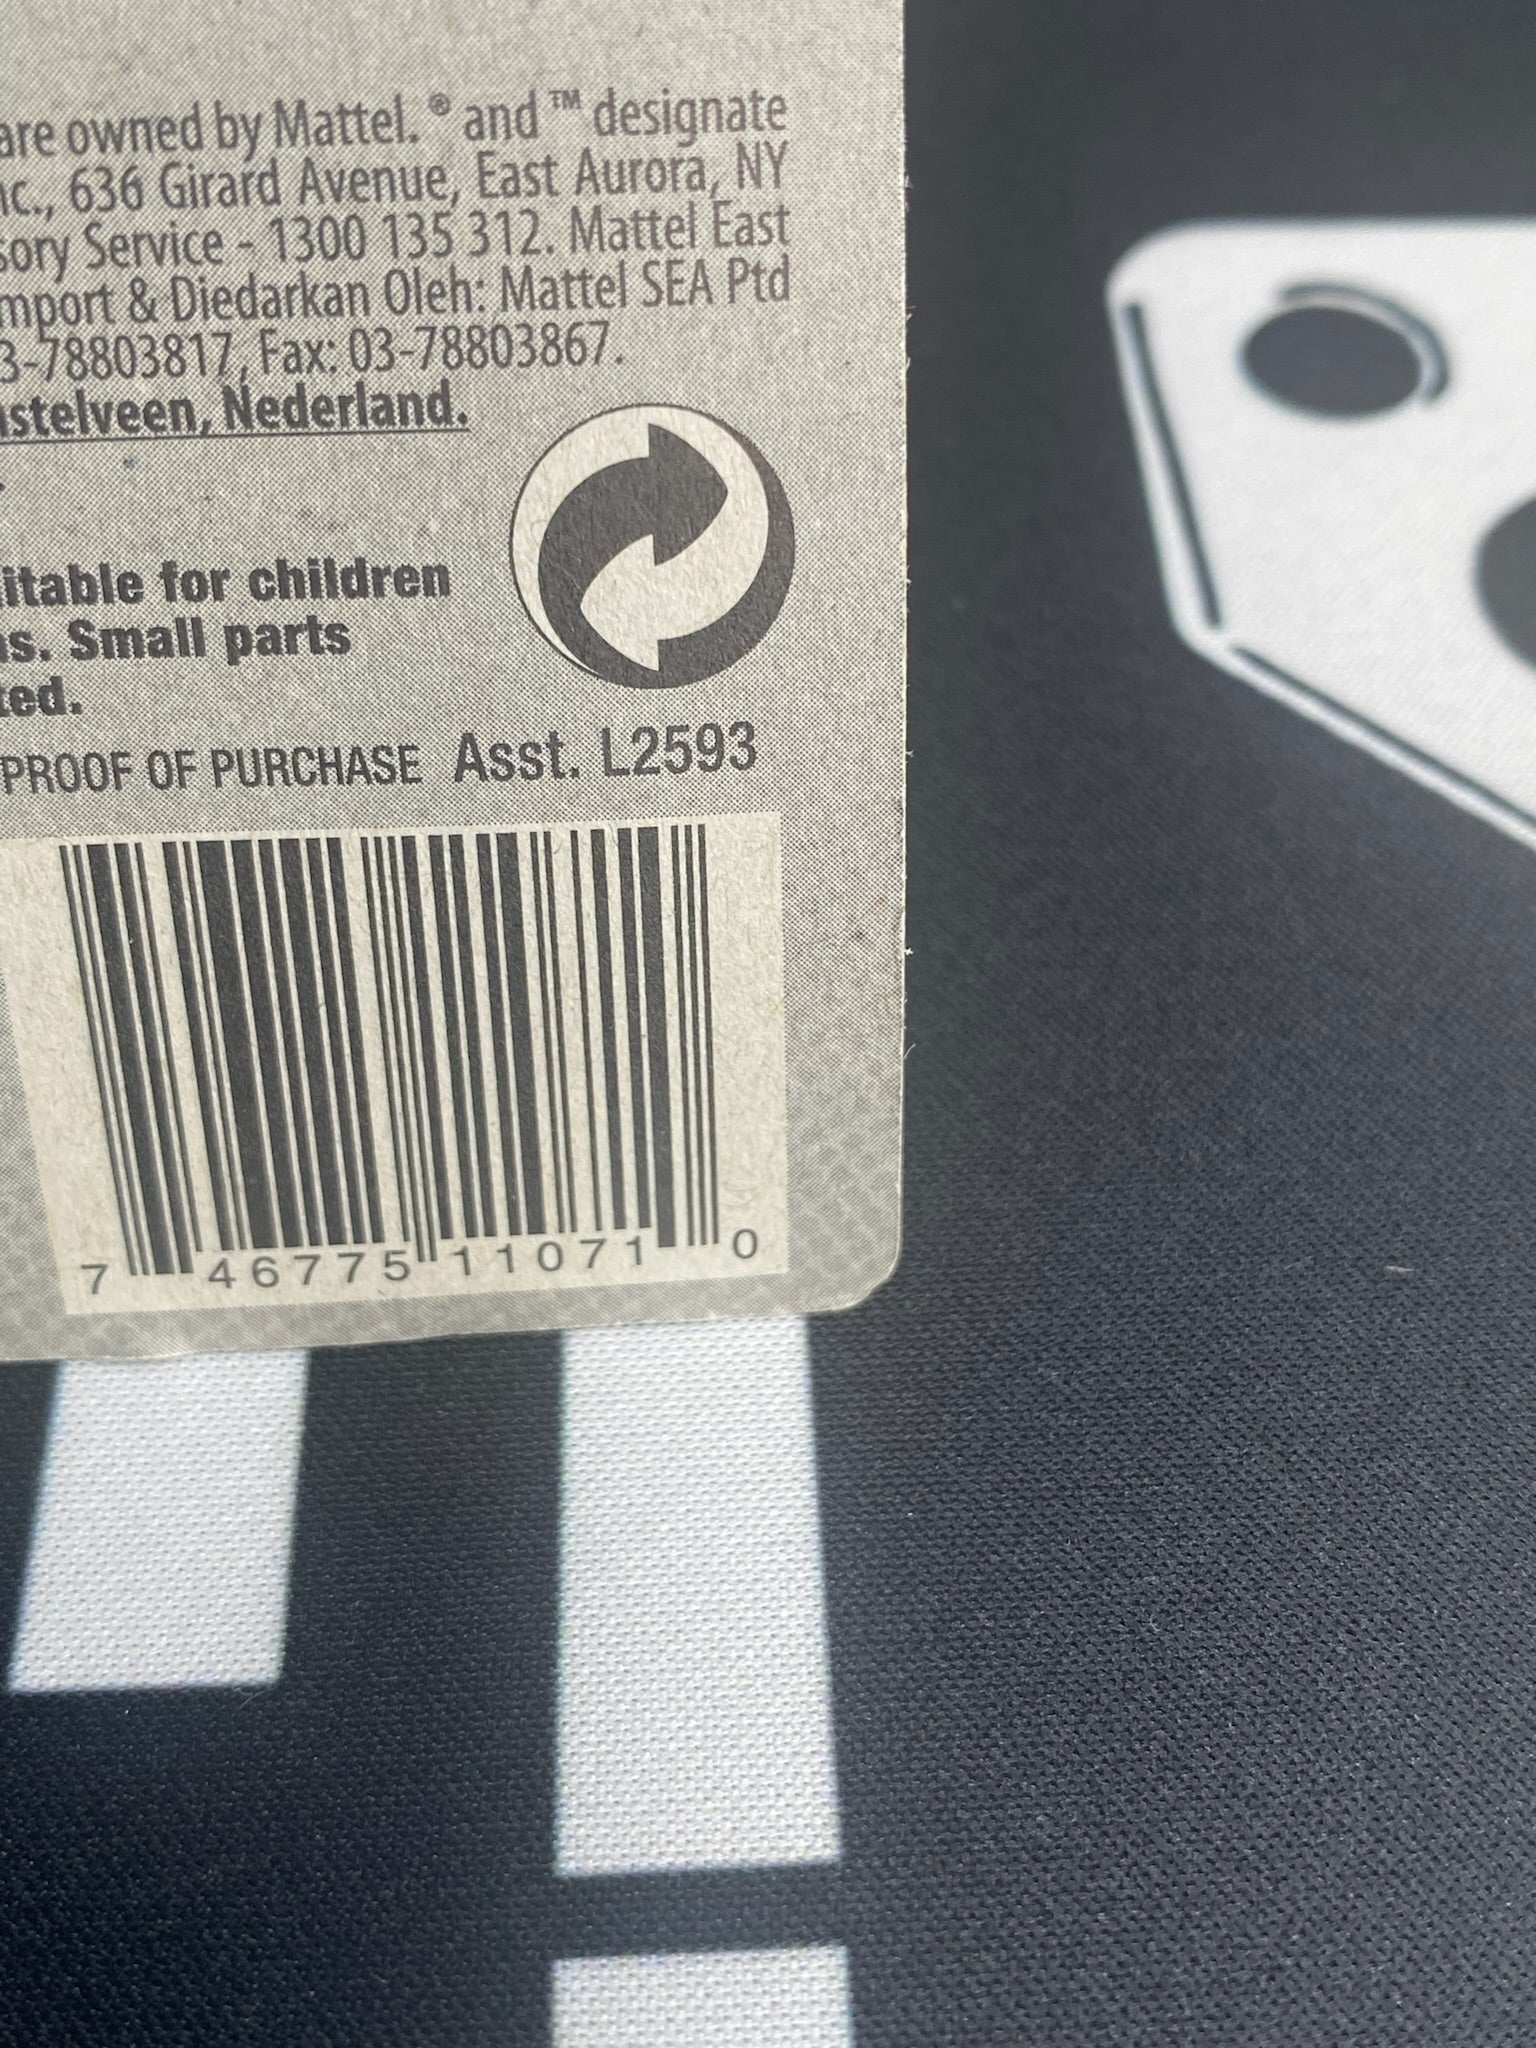 are owned by Mattel. ® and ™ designate
nc., 636 Girard Avenue, East Aurora, NY
sory Service - 1300 135 312. Mattel East
mport & Diedarkan Oleh: Mattel SEA Ptd
3-78803817, Fax: 03-78803867.
stelveen, Nederland.
itable for children
ns. Small parts
ted.
PROOF OF PURCHASE Asst. L2593
7 46775 11071 0